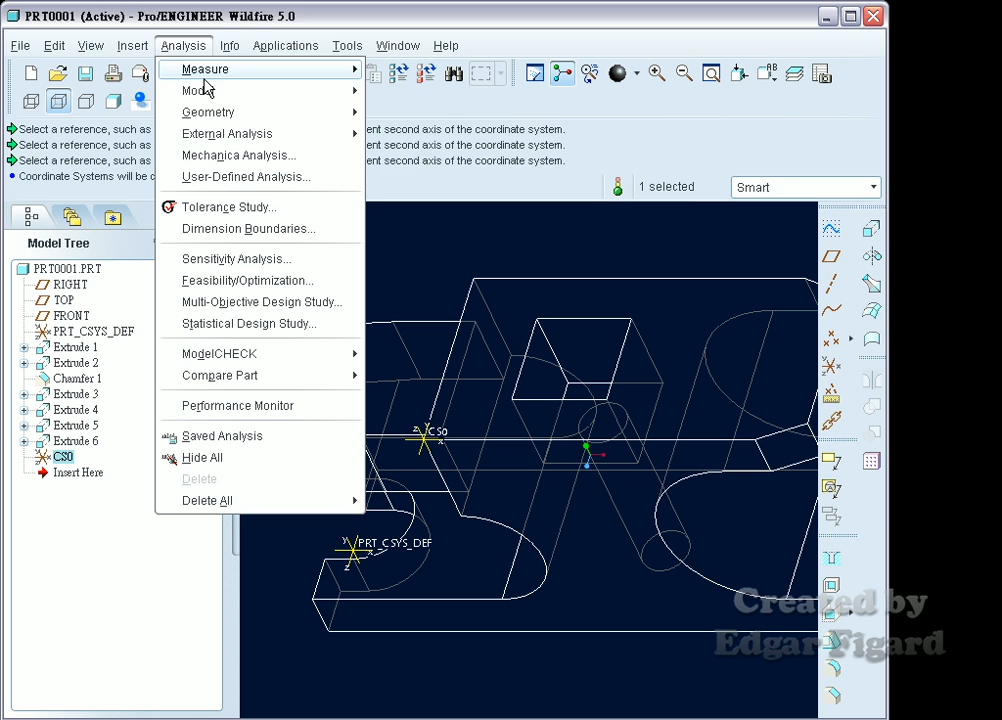 PRT0001 (Active) - Pro/ENGINEER Wildfire 5.0
File Edit View Insert Analysis Info Applications Tools Window Help
Measure
Geometry
External Analysis
Mechanica Analysis...
User-Defined Analysis...
Tolerance Study...
Dimension Boundaries...
Sensitivity Analysis...
Feasibility/Optimization...
Multi-Objective Design Study...
Statistical Design Study...
ModelCHECK
Compare Part
Performance Monitor
Saved Analysis
Hide All
Delete
Delete All
Select a reference, such as
ent second axis of the coordinate system.
Select a reference, such as
ent second axis of the coordinate system.
Select a reference, such as
ent second axis of the coordinate system.
Coordinate Systems will be c
1 selected
Smart
Model Tree
PRT0001.PRT
RIGHT
TOP
FRONT
PRT_CSYS_DEF
Extrude 1
Extrude 2
Chamfer 1
Extrude 3
Extrude 4
Extrude 5
Extrude 6
CS0
Insert Here
z Y CS0
x
Y PRT_CSYS_DEF
x
z
Created by
Edgar Figard